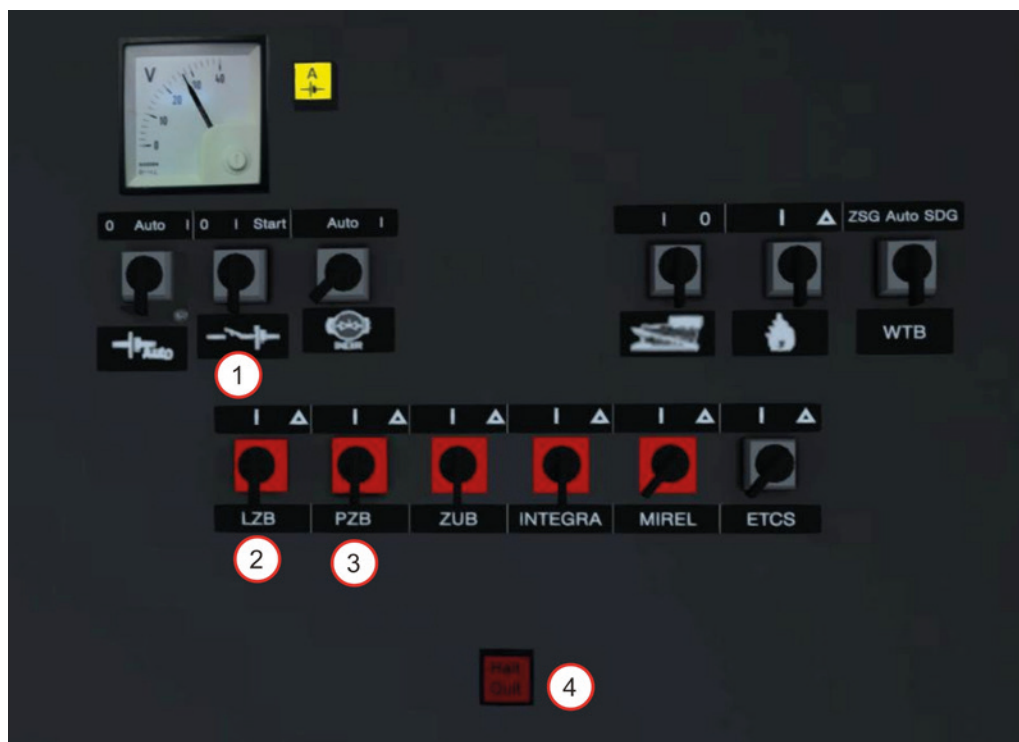 V
0
10
20
30
40
A
0 Auto I
0 I Start
Auto I
I 0
I
ZSG Auto SDG
AUTO
WTB
1
I
I
I
I
I
I
LZB
PZB
ZUB
INTEGRA
MIREL
ETCS
2
3
Halt
Quit
4